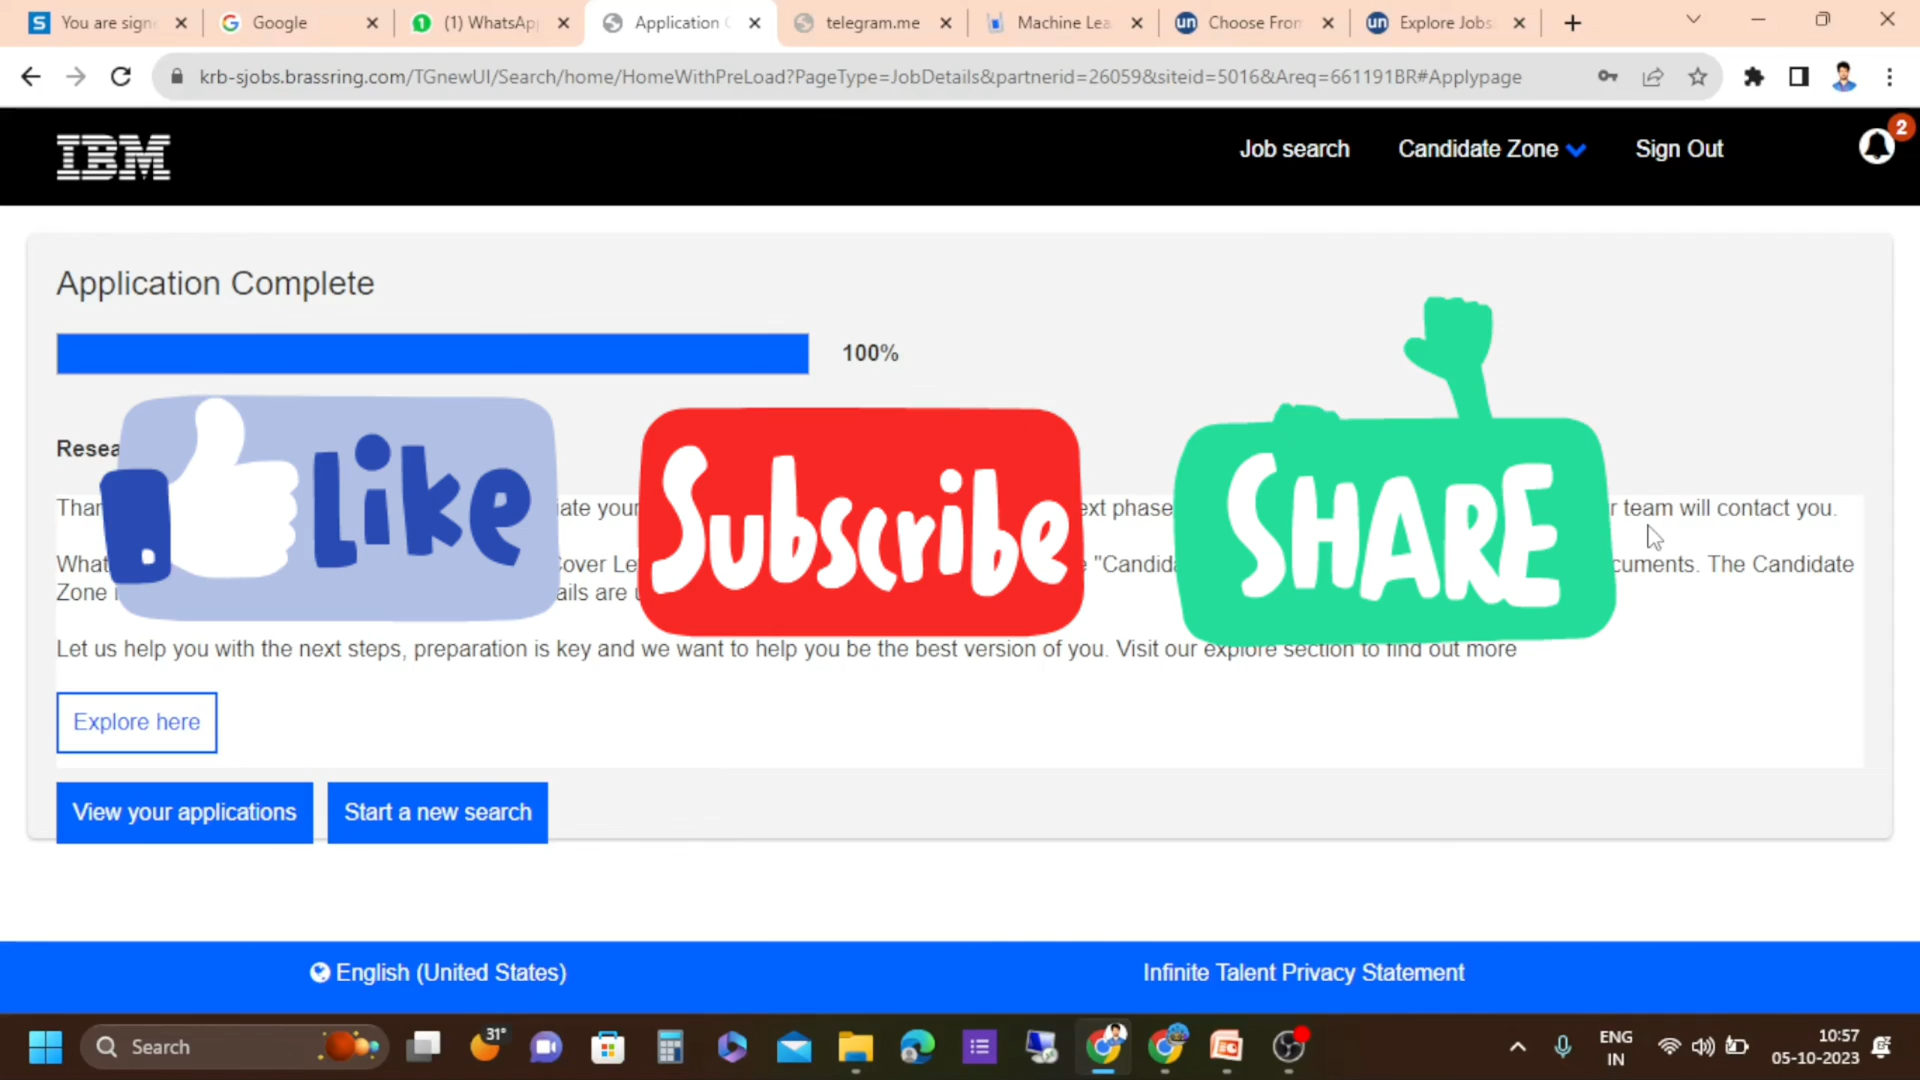 You are sign
Google
(1) WhatsAp
Application
telegram.me
Machine Lea
Choose From
Explore Jobs
krb-sjobs.brassring.com/TGnewUI/Search/home/HomeWithPreLoad?PageType=JobDetails&partnerid=26059&siteid=5016&Areq=661191BR#Applypage
IBM
Job search
Candidate Zone
Sign Out
2
Application Complete
100%
Resea
Like
Subscribe
SHARE
Than
iate your
ext phase
r team will contact you.
What
Cover Le
"Candida
cuments. The Candidate
Zone
ails are
Let us help you with the next steps, preparation is key and we want to help you be the best version of you. Visit our explore section to find out more
Explore here
View your applications
Start a new search
English (United States)
Infinite Talent Privacy Statement
Search
31°
ENG
IN
10:57
05-10-2023